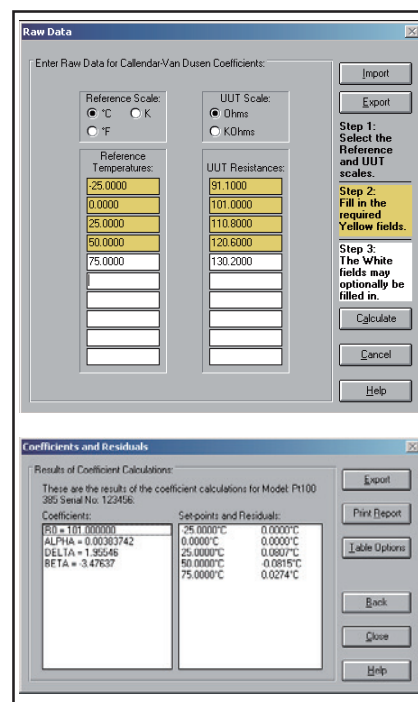 Raw Data
Enter Raw Data for Callendar-Van Dusen Coefficients:
Reference Scale:
°C
K
°F
UUT Scale:
Ohms
KOhms
Reference
Temperatures:
-25.0000
0.0000
25.0000
50.0000
75.0000
UUT Resistances:
91.1000
101.0000
110.8000
120.6000
130.2000
Import
Export
Step 1:
Select the
Reference
and UUT
scales.
Step 2:
Fill in the
required
Yellow fields.
Step 3:
The White
fields may
optionally be
filled in.
Calculate
Cancel
Help
Coefficients and Residuals
Results of Coefficient Calculations:
These are the results of the coefficient calculations for Model: Pt100
385 Serial No: 123456:
Coefficients:
R0 = 101.000000
ALPHA = 0.00383742
DELTA = 1.95546
BETA = -3.47637
Set-points and Residuals:
-25.0000°C 0.0000°C
0.0000°C 0.0000°C
25.0000°C 0.0807°C
50.0000°C -0.0815°C
75.0000°C 0.0274°C
Export
Print Report
Table Options
Back
Close
Help